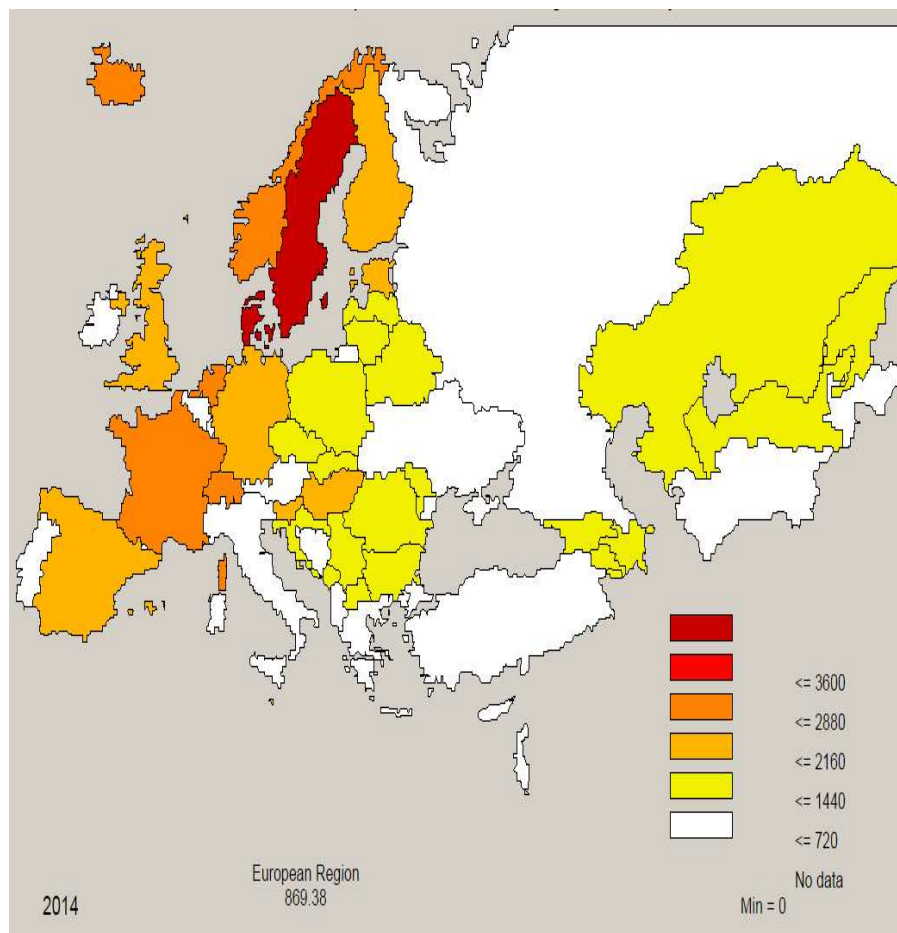 <= 3600
<= 2880
<= 2160
<= 1440
<= 720
No data
European Region
869.38
2014
Min = 0